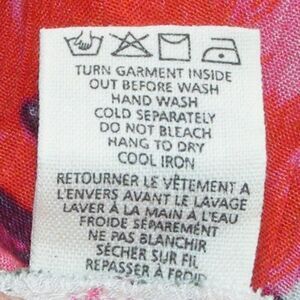 TURN GARMENT INSIDE
OUT BEFORE WASH
HAND WASH
COLD SEPARATELY
DO NOT BLEACH
HANG TO DRY
COOL IRON
RETOURNER LE VÊTEMENT A
L'ENVERS AVANT LE LAVAGE
LAVER À LA MAIN À L'EAU
FROIDE SÉPARÉMENT
NE PAS BLANCHIR
SÉCHER SUR FIL
REPASSER À FROID